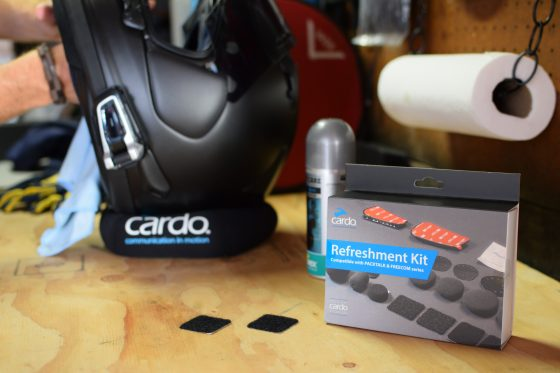 cardo.
communication in motion
cardo
Refreshment Kit
Compatible with PACKTALK & FREECOM series
cardo